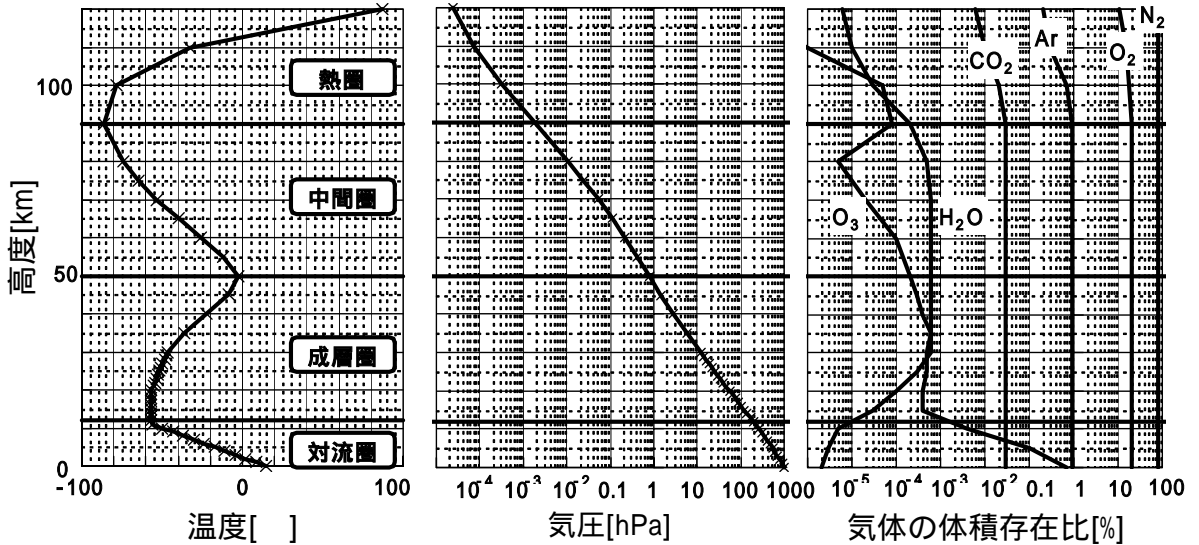 高度[km]
100
50
0
熱圏
中間圏
成層圏
対流圏
-100 0 100
温度[ ]
10⁻⁴ 10⁻³ 10⁻² 0.1 1 10 100 1000
気圧[hPa]
N₂
Ar
CO₂
O₂
O₃
H₂O
10⁻⁵ 10⁻⁴ 10⁻³ 10⁻² 0.1 1 10 100
気体の体積存在比[%]